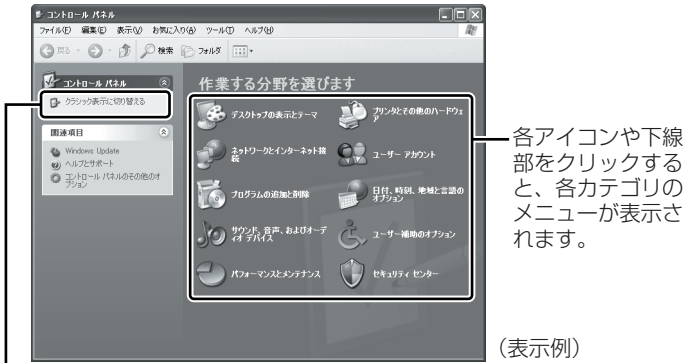 コントロール パネル
ファイル(F) 編集(E) 表示(V) お気に入り(A) ツール(T) ヘルプ(H)
戻る 検索 フォルダ
コントロール パネル
クラシック表示に切り替える
関連項目
Windows Update
ヘルプとサポート
コントロール パネルのその他のオ
プション
作業する分野を選びます
デスクトップの表示とテーマ
プリンタとその他のハードウェ
ア
ネットワークとインターネット接
続
ユーザー アカウント
プログラムの追加と削除
日付、時刻、地域と言語の
オプション
サウンド、音声、およびオーデ
ィオ デバイス
ユーザー補助のオプション
パフォーマンスとメンテナンス
セキュリティ センター
各アイコンや下線
部をクリックする
と、各カテゴリの
メニューが表示さ
れます。
(表示例)